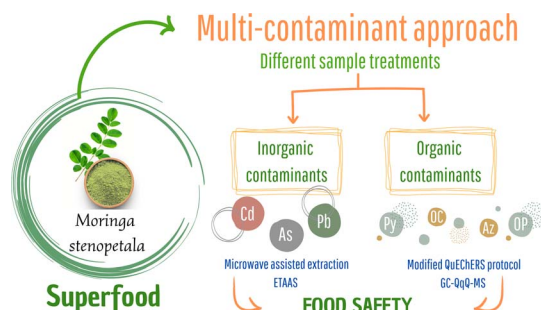 Multi-contaminant approach
Different sample treatments
Inorganic
contaminants
Organic
contaminants
Cd
As
Pb
Py
OC
Az
OP
Moringa
stenopetala
Microwave assisted extraction
ETAAS
Modified QuEChERS protocol
GC-QqQ-MS
Superfood
FOOD SAFETY